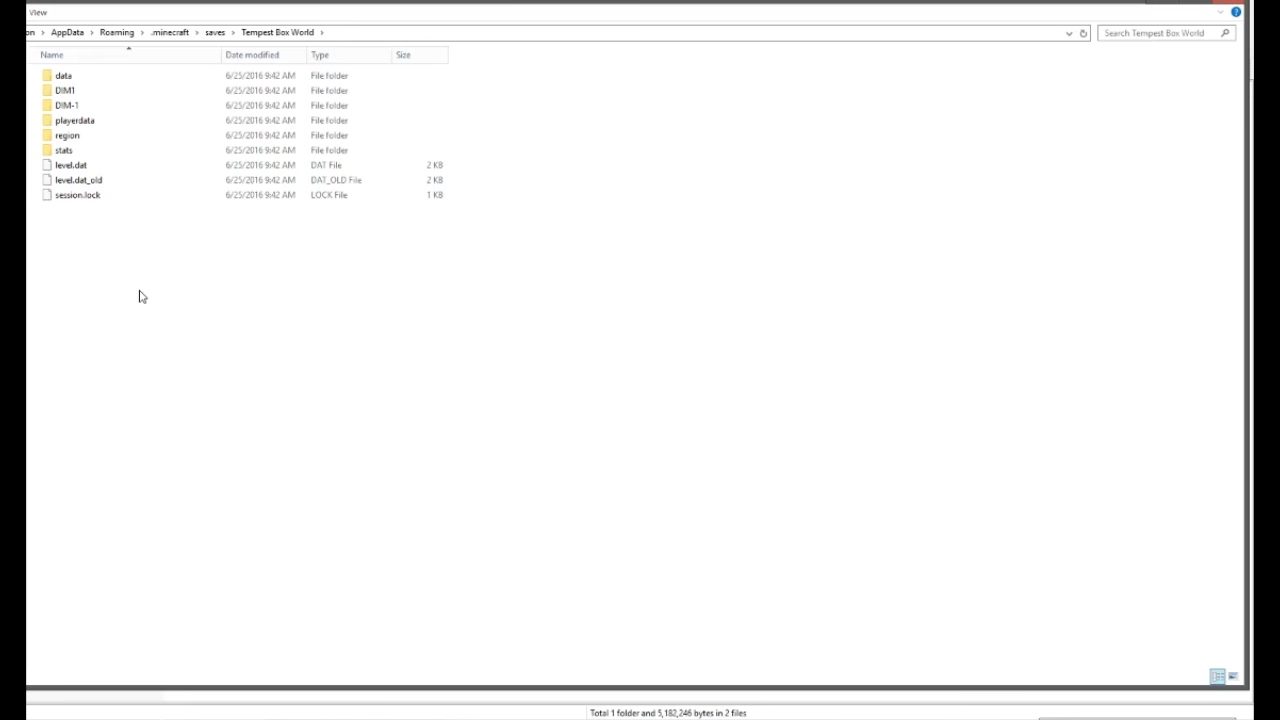 View
on > AppData > Roaming > .minecraft > saves > Tempest Box World >
Search Tempest Box World
Name Date modified Type Size
data 6/25/2016 9:42 AM File folder
DIM1 6/25/2016 9:42 AM File folder
DIM-1 6/25/2016 9:42 AM File folder
playerdata 6/25/2016 9:42 AM File folder
region 6/25/2016 9:42 AM File folder
stats 6/25/2016 9:42 AM File folder
level.dat 6/25/2016 9:42 AM DAT File 2 KB
level.dat_old 6/25/2016 9:42 AM DAT_OLD File 2 KB
session.lock 6/25/2016 9:42 AM LOCK File 1 KB
Total 1 folder and 5,182,246 bytes in 2 files